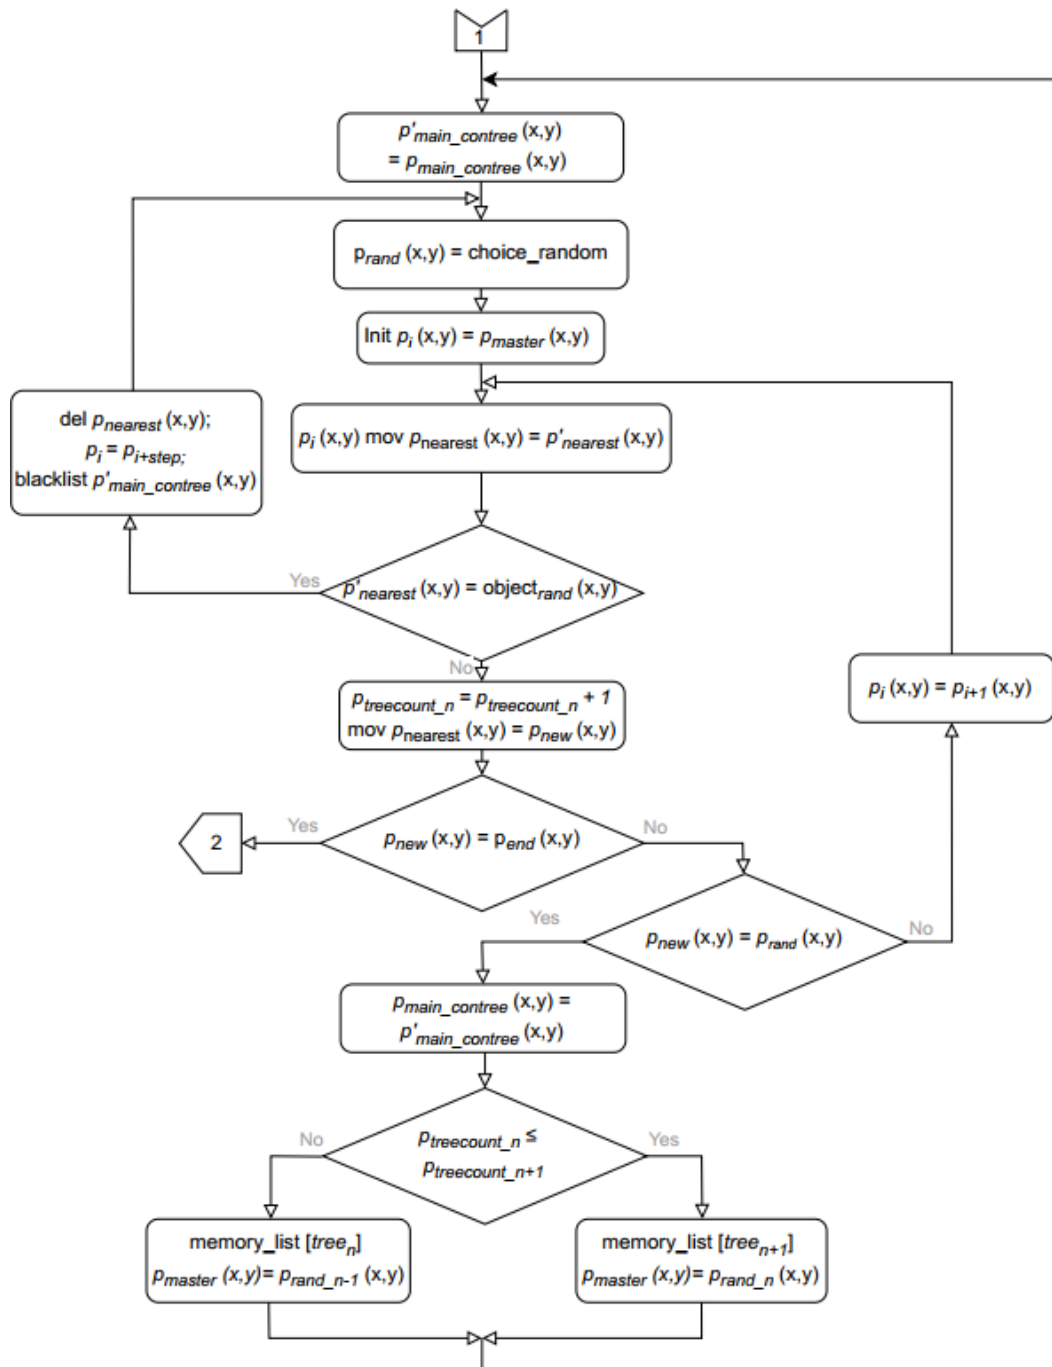 1
p'main_contree (x,y)
= pmain_contree (x,y)
prand (x,y) = choice_random
Init pi (x,y) = pmaster (x,y)
del pnearest (x,y);
pi = pi+step;
blacklist p'main_contree (x,y)
pi (x,y) mov pnearest (x,y) = p'nearest (x,y)
Yes
p'nearest (x,y) = objectrand (x,y)
No
pi (x,y) = pi+1 (x,y)
ptreecount_n = ptreecount_n + 1
mov pnearest (x,y) = pnew (x,y)
2
Yes
pnew (x,y) = pend (x,y)
No
Yes
pnew (x,y) = prand (x,y)
No
pmain_contree (x,y) =
p'main_contree (x,y)
No
ptreecount_n ≤
ptreecount_n+1
Yes
memory_list [treen]
pmaster (x,y)= prand_n-1 (x,y)
memory_list [treen+1]
pmaster (x,y)= prand_n (x,y)